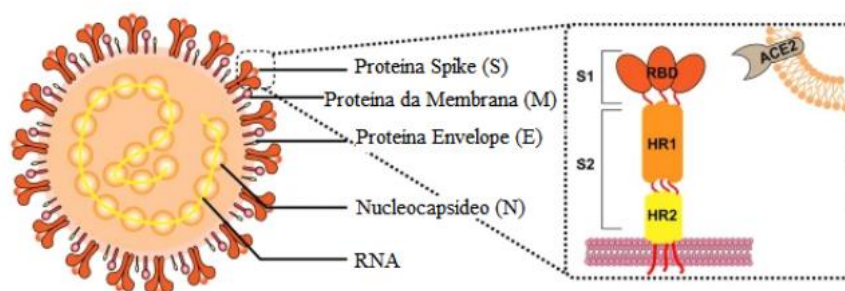 Proteina Spike (S)
Proteina da Membrana (M)
Proteina Envelope (E)
Nucleocapsideo (N)
RNA
S1
RBD
ACE2
S2
HR1
HR2